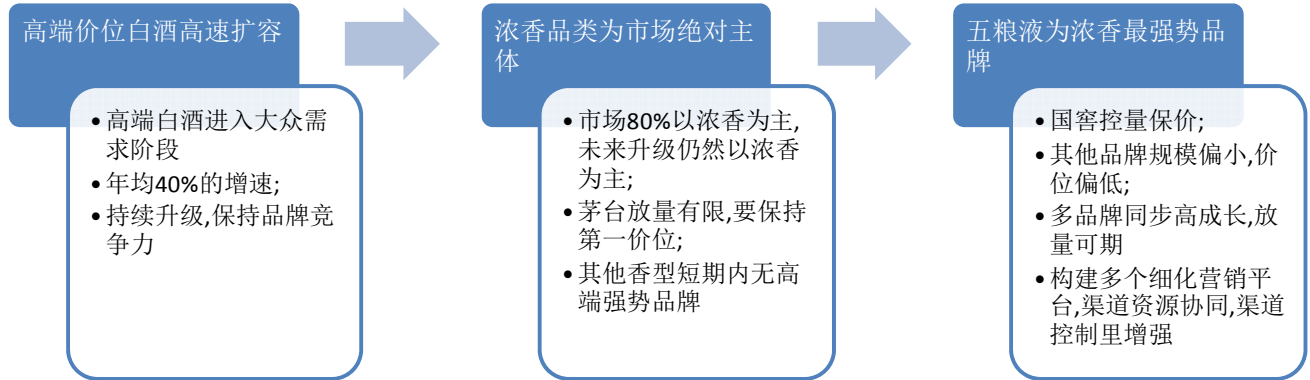 高端价位白酒高速扩容
•高端白酒进入大众需
求阶段
•年均40%的增速;
•持续升级,保持品牌竞
争力
浓香品类为市场绝对主
体
•市场80%以浓香为主,
未来升级仍然以浓香
为主;
•茅台放量有限,要保持
第一价位;
•其他香型短期内无高
端强势品牌
五粮液为浓香最强势品
牌
•国窖控量保价;
•其他品牌规模偏小,价
位偏低;
•多品牌同步高成长,放
量可期
•构建多个细化营销平
台,渠道资源协同,渠道
控制里增强